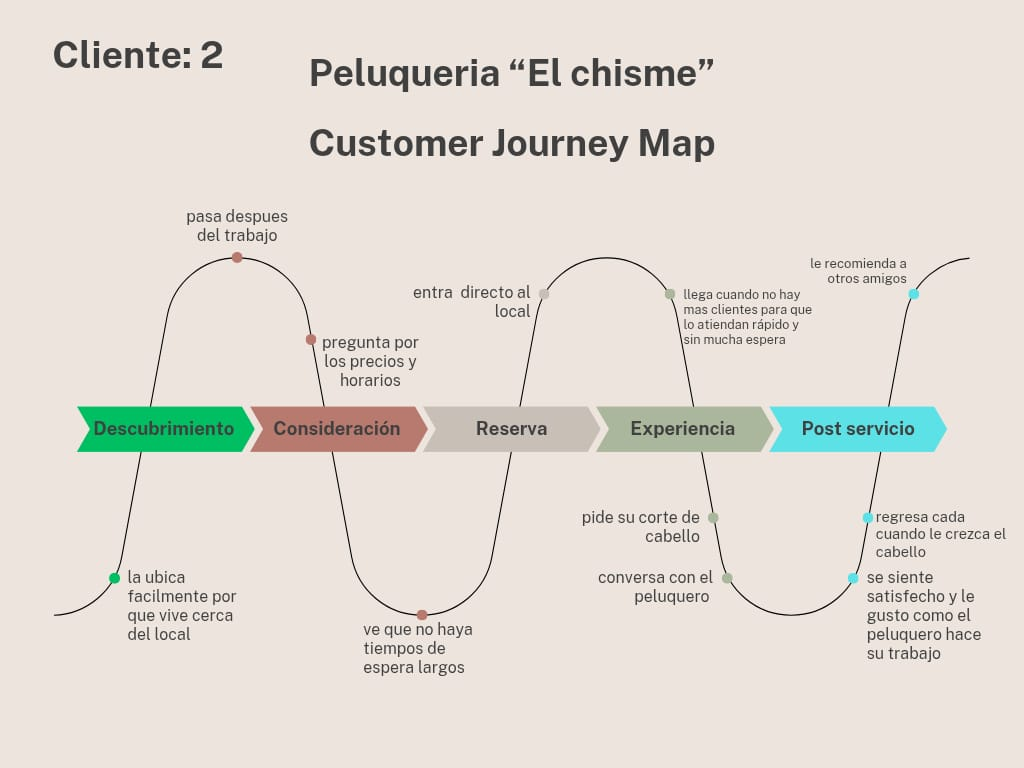 Cliente: 2
Peluqueria “El chisme”
Customer Journey Map
pasa despues
del trabajo
pregunta por
los precios y
horarios
entra  directo al
local
llega cuando no hay
mas clientes para que
lo atiendan rápido y
sin mucha espera
le recomienda a
otros amigos
Descubrimiento
Consideración
Reserva
Experiencia
Post servicio
la ubica
facilmente por
que vive cerca
del local
ve que no haya
tiempos de
espera largos
pide su corte de
cabello
conversa con el
peluquero
regresa cada
cuando le crezca el
cabello
se siente
satisfecho y le
gusto como el
peluquero hace
su trabajo